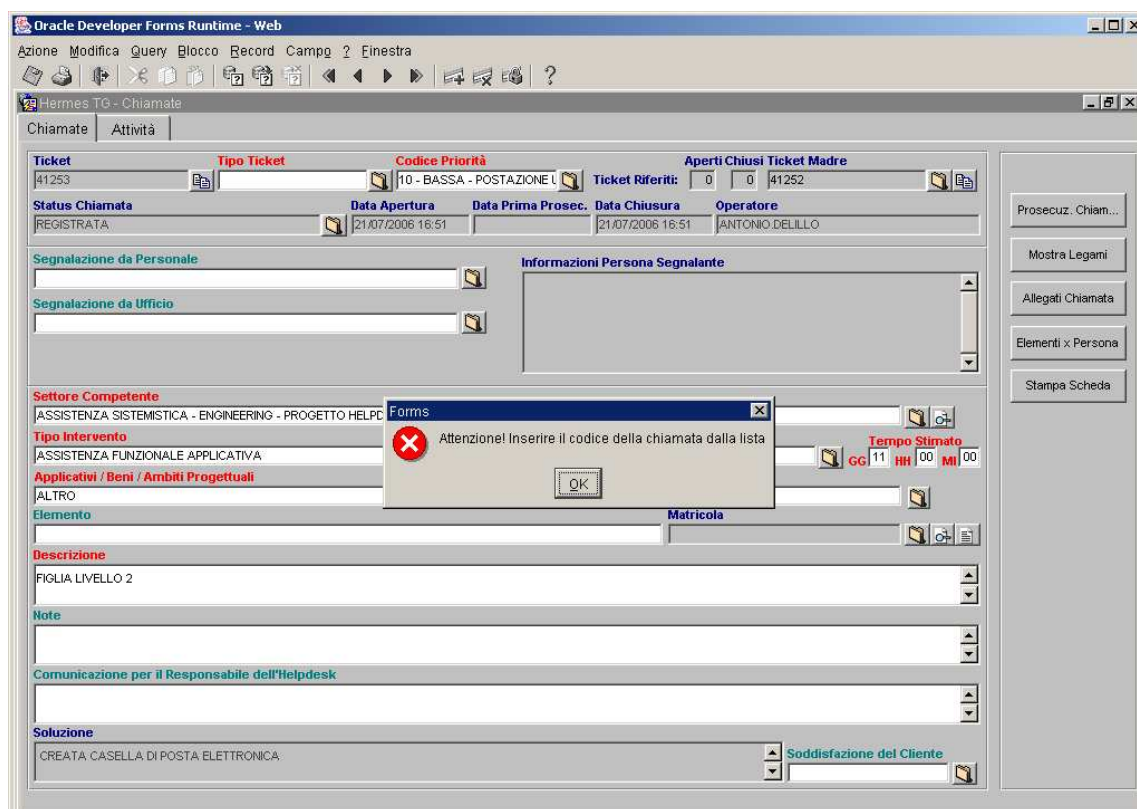 Oracle Developer Forms Runtime - Web
Azione Modifica Query Blocco Record Campo ? Finestra
Hermes TG - Chiamate
Chiamate Attività
Ticket Tipo Ticket Codice Priorità Aperti Chiusi Ticket Madre
41253 10 - BASSA - POSTAZIONE U Ticket Riferiti: 0 0 41252
Status Chiamata Data Apertura Data Prima Prosec. Data Chiusura Operatore
REGISTRATA 21/07/2006 16:51 21/07/2006 16:51 ANTONIO.DELILLO
Prosecuz. Chiam...
Mostra Legami
Allegati Chiamata
Elementi x Persona
Stampa Scheda
Segnalazione da Personale Informazioni Persona Segnalante
Segnalazione da Ufficio
Settore Competente
ASSISTENZA SISTEMISTICA - ENGINEERING - PROGETTO HELPD
Forms
Attenzione! Inserire il codice della chiamata dalla lista
OK
Tipo Intervento Tempo Stimato
ASSISTENZA FUNZIONALE APPLICATIVA GG 11 HH 00 MI 00
Applicativi / Beni / Ambiti Progettuali
ALTRO
Elemento Matricola
Descrizione
FIGLIA LIVELLO 2
Note
Comunicazione per il Responsabile dell'Helpdesk
Soluzione
CREATA CASELLA DI POSTA ELETTRONICA Soddisfazione del Cliente